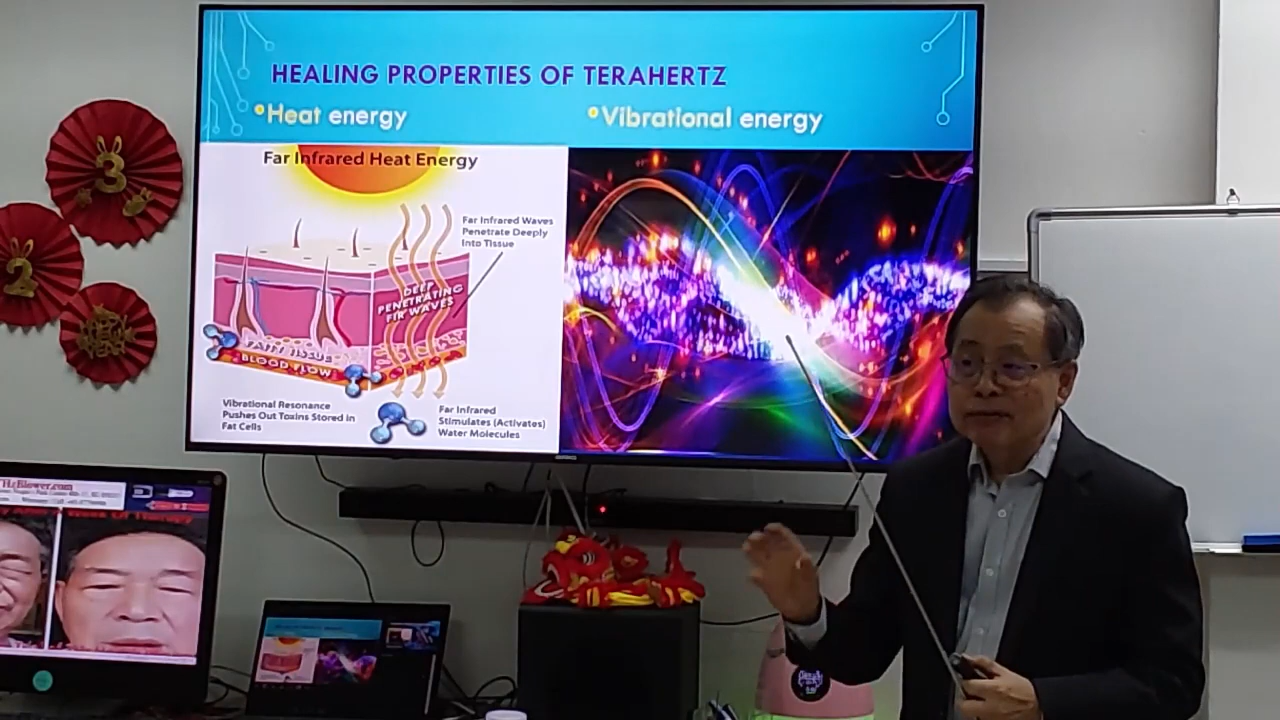 HEALING PROPERTIES OF TERAHERTZ
•Heat energy
•Vibrational energy
Far Infrared Heat Energy
Far Infrared Waves
Penetrate Deeply
Into Tissue
DEEP
PENETRATING
FIR WAVES
FATTY TISSUE
BLOOD FLOW
Vibrational Resonance
Pushes Out Toxins Stored in
Fat Cells
Far Infrared
Stimulates (Activates)
Water Molecules
3
2
HzBlower.com